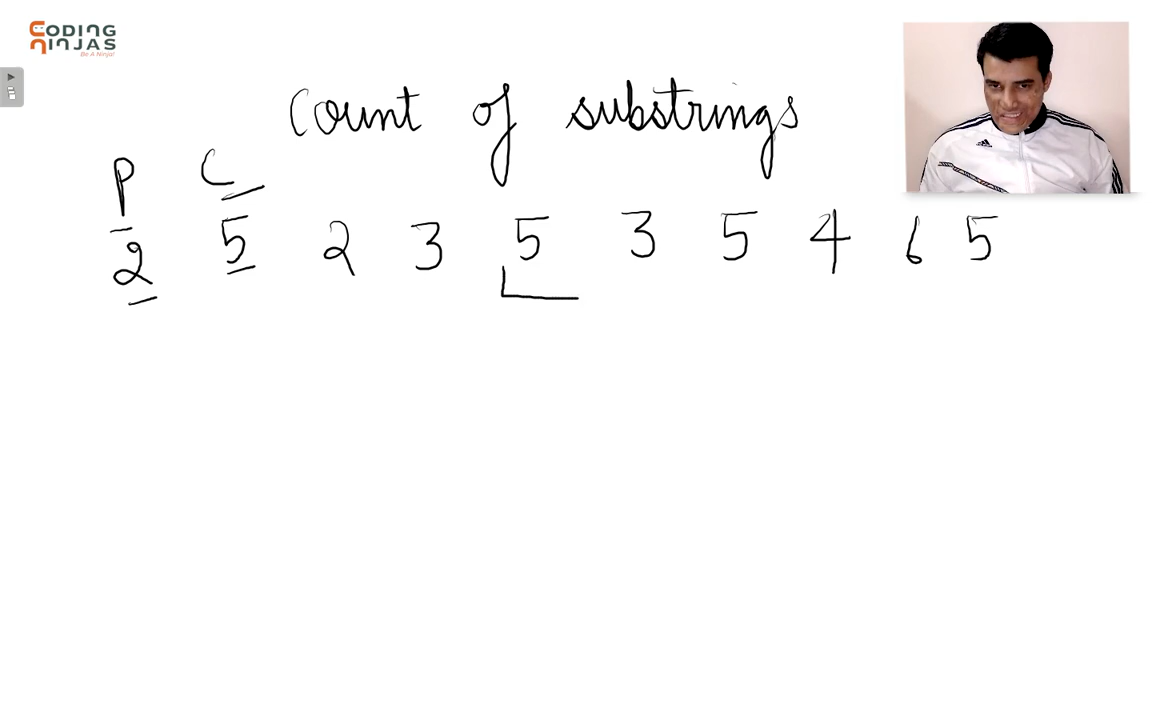 CODING
NINJAS
Be A Ninja!
Count of substrings
P C
2 5 2 3 5 3 5 4 6 5